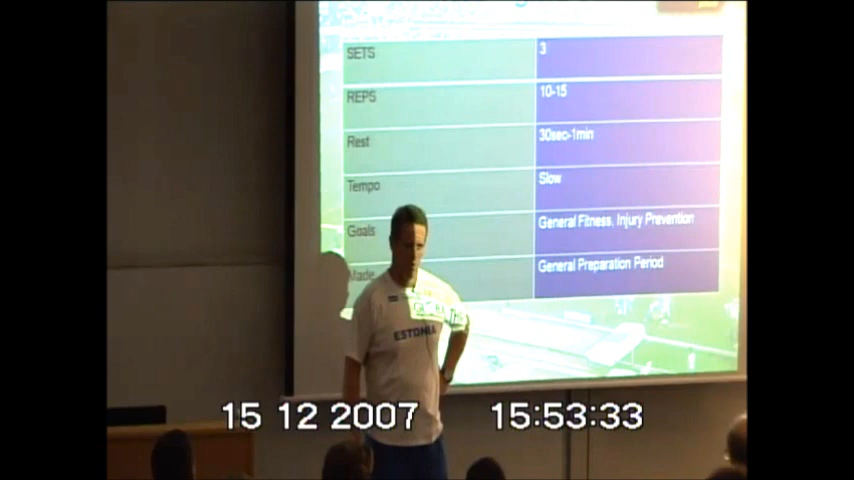 SETS 3
REPS 10-15
Rest 30sec-1min
Tempo Slow
Goals General Fitness, Injury Prevention
Made General Preparation Period
ESTONIA
15 12 2007 15:53:33